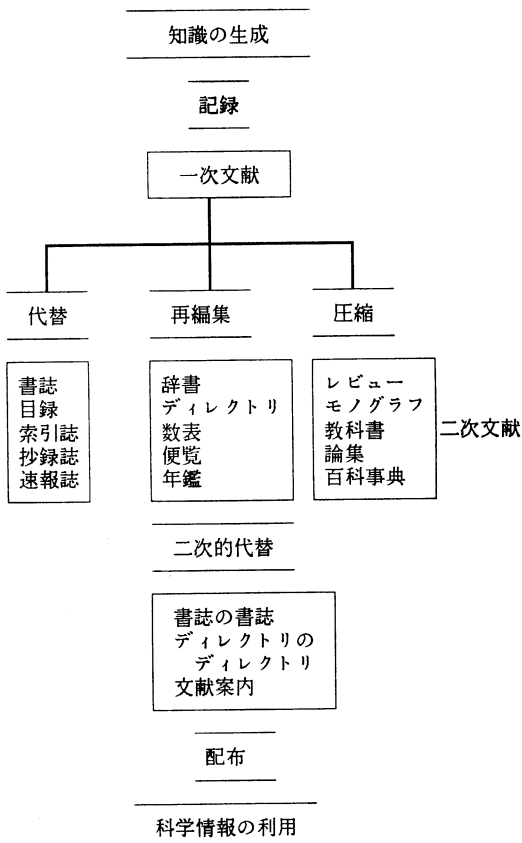 知識の生成
記録
一次文献
代替
再編集
圧縮
書誌
目録
索引誌
抄録誌
速報誌
辞書
ディレクトリ
数表
便覧
年鑑
レビュー
モノグラフ
教科書
論集
百科事典
二次文献
二次的代替
書誌の書誌
ディレクトリの
ディレクトリ
文献案内
配布
科学情報の利用